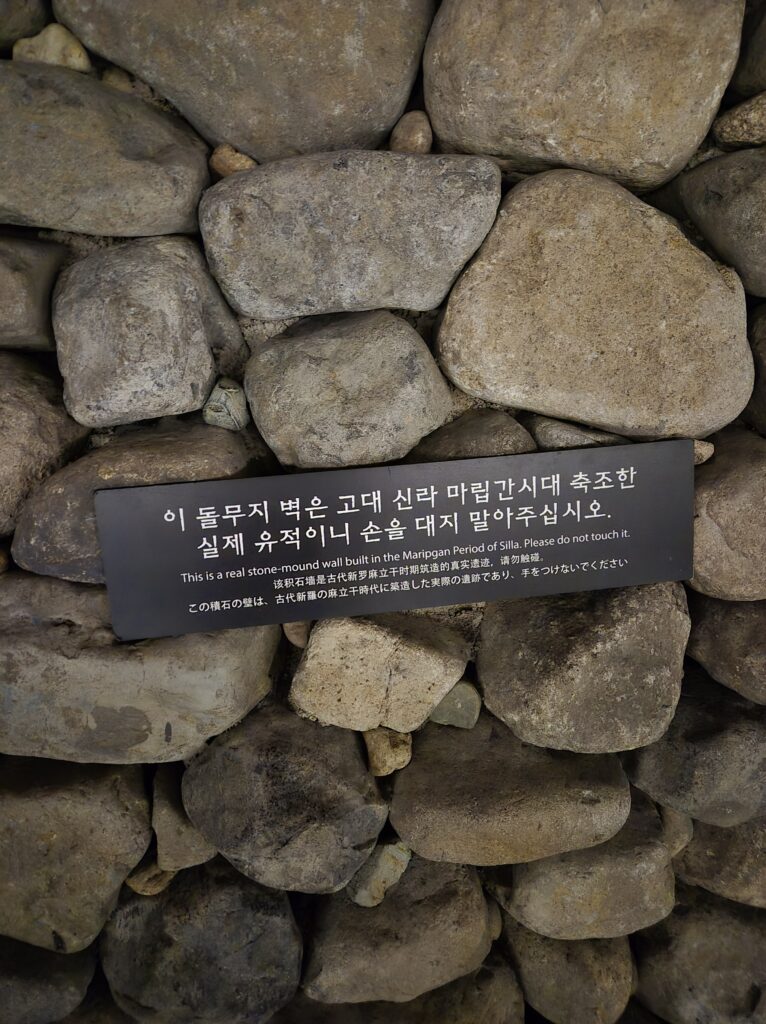 이 돌무지 벽은 고대 신라 마립간시대 축조한
실제 유적이니 손을 대지 말아주십시오.
This is a real stone-mound wall built in the Maripgan Period of Silla. Please do not touch it.
该积石墙是古代新罗麻立干时期筑造的真实遗迹，请勿触碰。
この積石の壁は、古代新羅の麻立干時代に築造した実際の遺跡であり、手をつけないでください